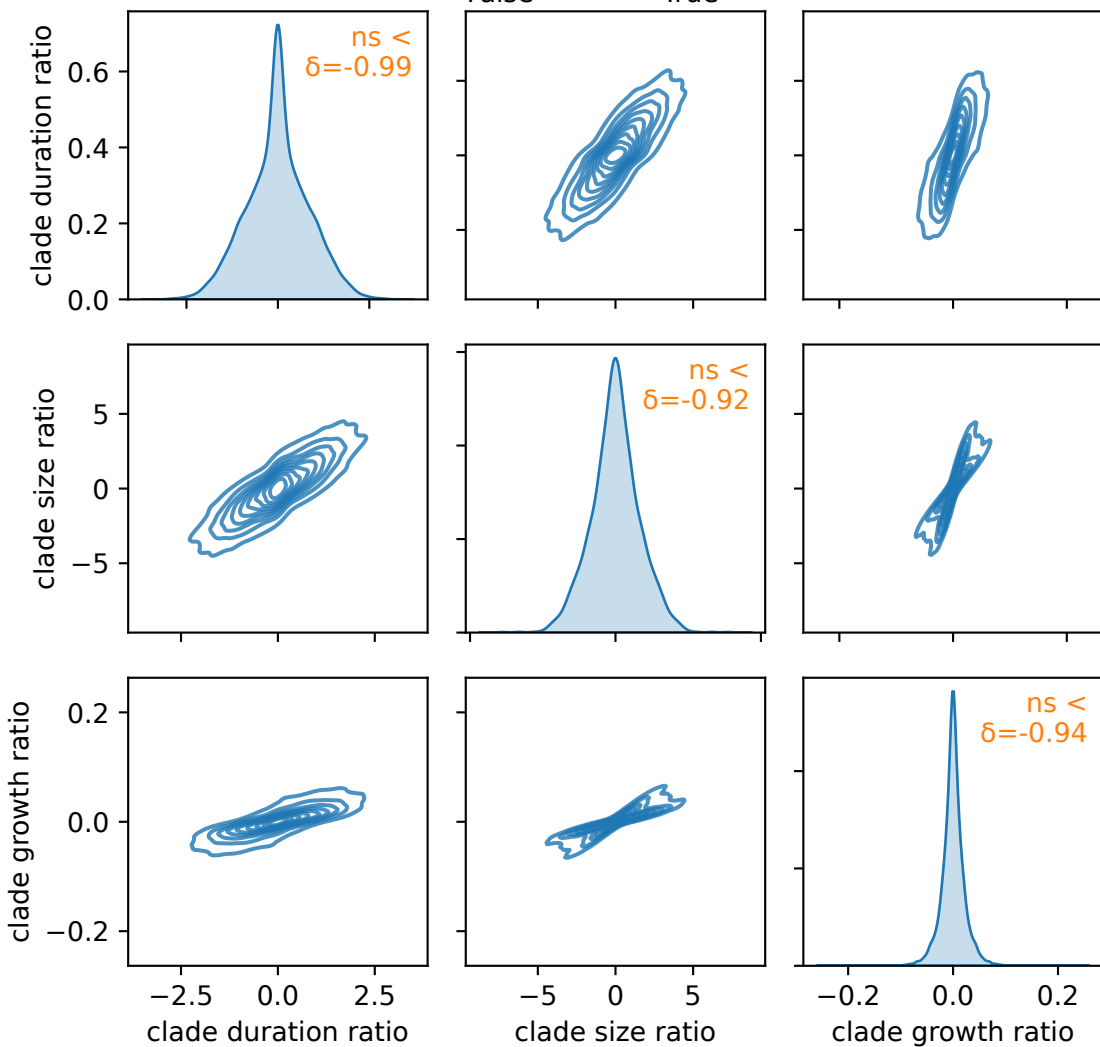 clade duration ratio
0.6
0.4
0.2
0.0
ns <
δ=-0.99
clade size ratio
5
0
−5
ns <
δ=-0.92
clade growth ratio
0.2
0.0
−0.2
ns <
δ=-0.94
−2.5 0.0 2.5
−5 0 5
−0.2 0.0 0.2
clade duration ratio
clade size ratio
clade growth ratio